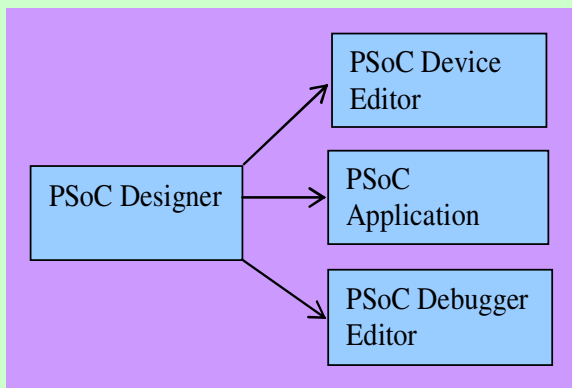 PSoC Device
Editor
PSoC Designer
PSoC
Application
PSoC Debugger
Editor